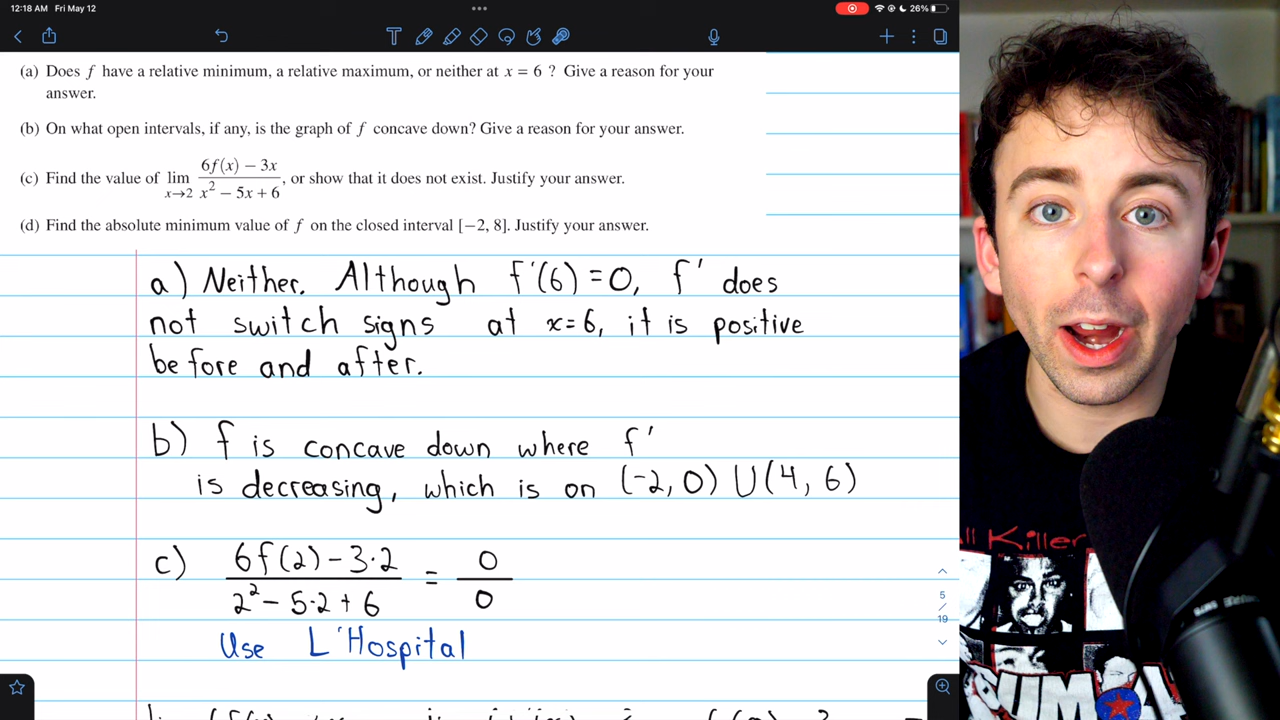 12:18 AM Fri May 12
26%
(a) Does f have a relative minimum, a relative maximum, or neither at x = 6 ? Give a reason for your
answer.
(b) On what open intervals, if any, is the graph of f concave down? Give a reason for your answer.
(c) Find the value of lim x→2 (6f(x) − 3x)/(x² − 5x + 6), or show that it does not exist. Justify your answer.
(d) Find the absolute minimum value of f on the closed interval [−2, 8]. Justify your answer.
a) Neither. Although f'(6)=0, f' does
not switch signs at x=6, it is positive
before and after.
b) f is concave down where f'
is decreasing, which is on (-2, 0) ∪ (4, 6)
c) (6f(2)-3·2)/(2²-5·2+6) = 0/0
Use L'Hospital
5
/
19
ll Killer